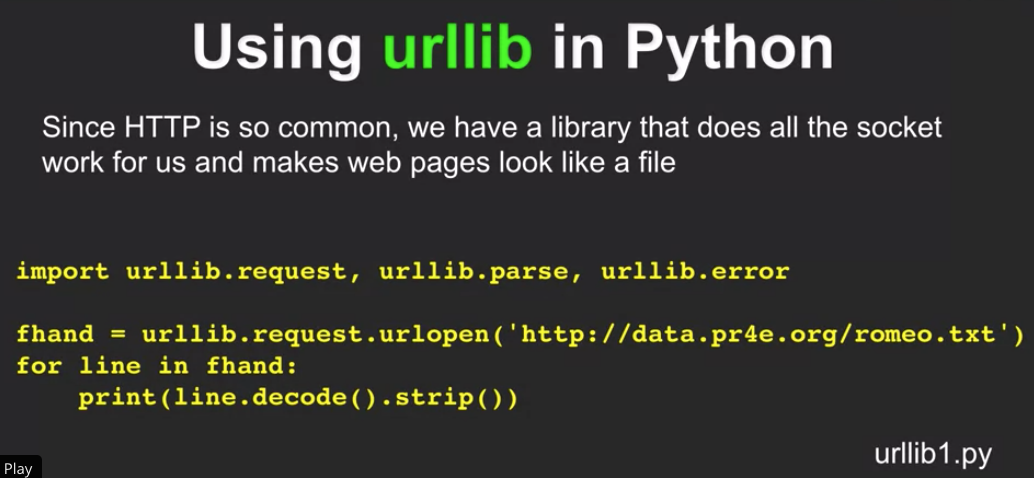 Using urllib in Python
Since HTTP is so common, we have a library that does all the socket
work for us and makes web pages look like a file
import urllib.request, urllib.parse, urllib.error
fhand = urllib.request.urlopen('http://data.pr4e.org/romeo.txt')
for line in fhand:
    print(line.decode().strip())
urllib1.py
Play